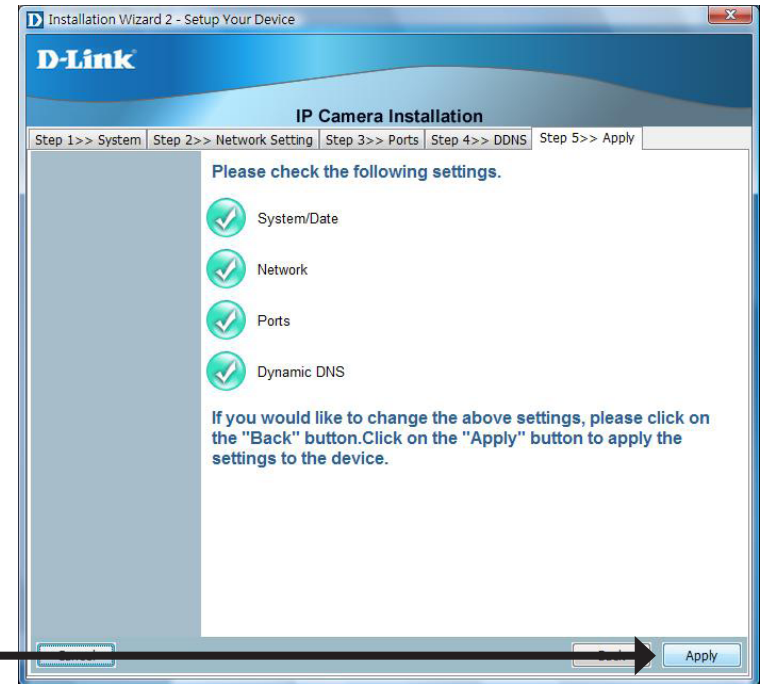 Installation Wizard 2 - Setup Your Device
D-Link
IP Camera Installation
Step 1>> System Step 2>> Network Setting Step 3>> Ports Step 4>> DDNS Step 5>> Apply
Please check the following settings.
System/Date
Network
Ports
Dynamic DNS
If you would like to change the above settings, please click on
the "Back" button.Click on the "Apply" button to apply the
settings to the device.
Apply